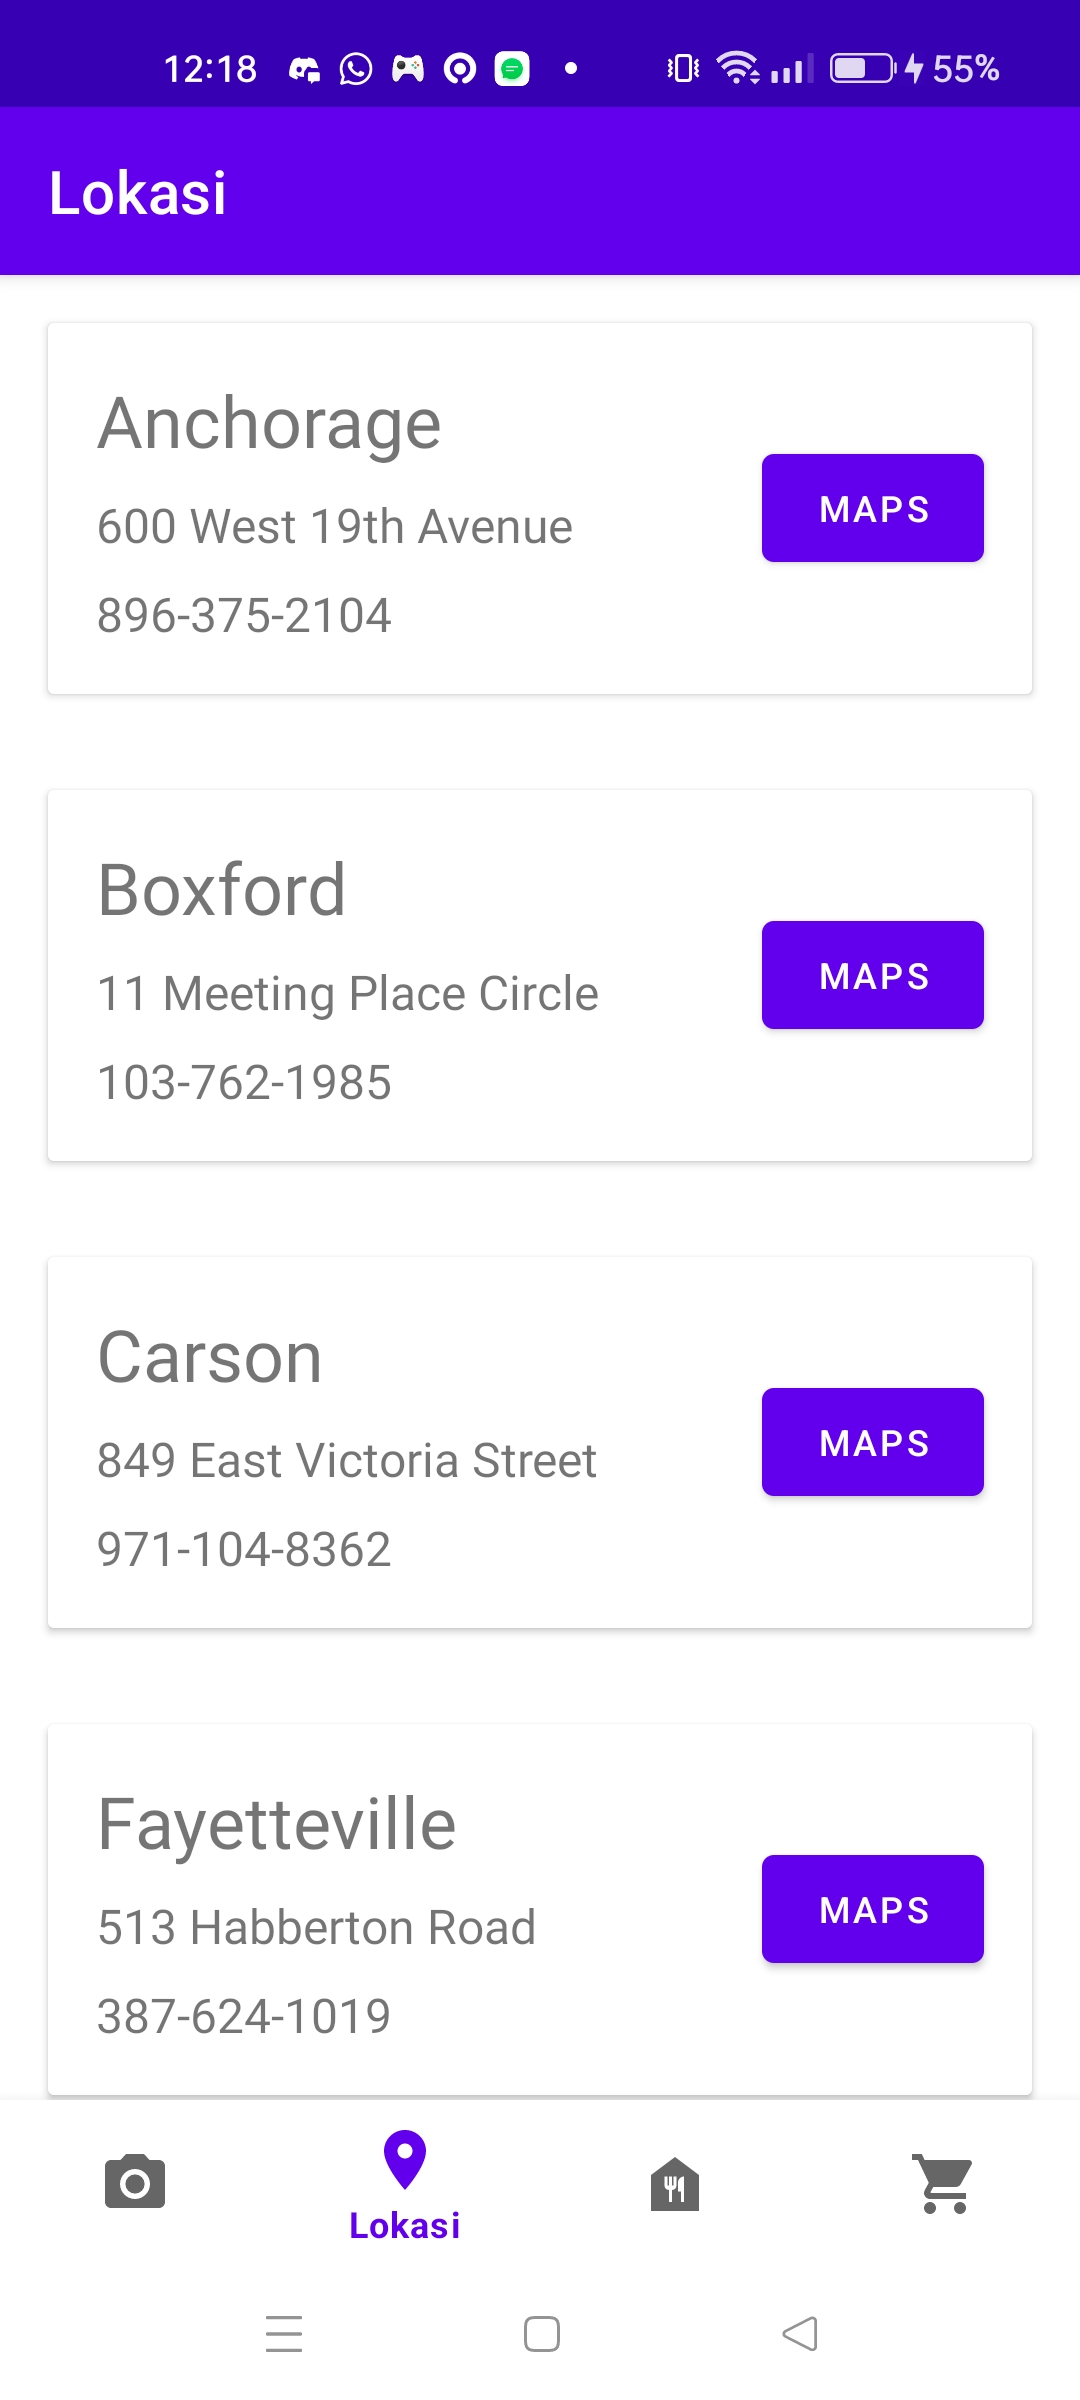 12:18 55%
Lokasi
Anchorage
600 West 19th Avenue
896-375-2104
MAPS
Boxford
11 Meeting Place Circle
103-762-1985
MAPS
Carson
849 East Victoria Street
971-104-8362
MAPS
Fayetteville
513 Habberton Road
387-624-1019
MAPS
Lokasi